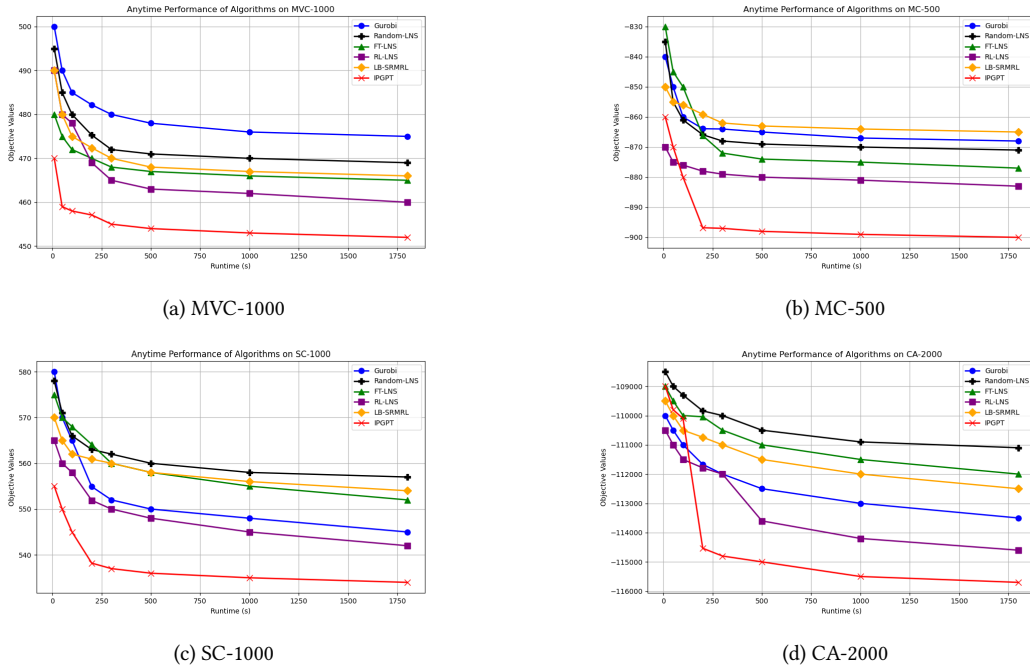 Anytime Performance of Algorithms on MVC-1000
500
490
480
470
460
450
Objective Values
0
250
500
750
1000
1250
1500
1750
Runtime (s)
Gurobi
Random-LNS
FT-LNS
RL-LNS
LB-SRMRL
IPGPT
(a) MVC-1000
Anytime Performance of Algorithms on MC-500
−830
−840
−850
−860
−870
−880
−890
−900
Objective Values
0
250
500
750
1000
1250
1500
1750
Runtime (s)
Gurobi
Random-LNS
FT-LNS
RL-LNS
LB-SRMRL
IPGPT
(b) MC-500
Anytime Performance of Algorithms on SC-1000
580
570
560
550
540
Objective Values
0
250
500
750
1000
1250
1500
1750
Runtime (s)
Gurobi
Random-LNS
FT-LNS
RL-LNS
LB-SRMRL
IPGPT
(c) SC-1000
Anytime Performance of Algorithms on CA-2000
−109000
−110000
−111000
−112000
−113000
−114000
−115000
−116000
Objective Values
0
250
500
750
1000
1250
1500
1750
Runtime (s)
Gurobi
Random-LNS
FT-LNS
RL-LNS
LB-SRMRL
IPGPT
(d) CA-2000